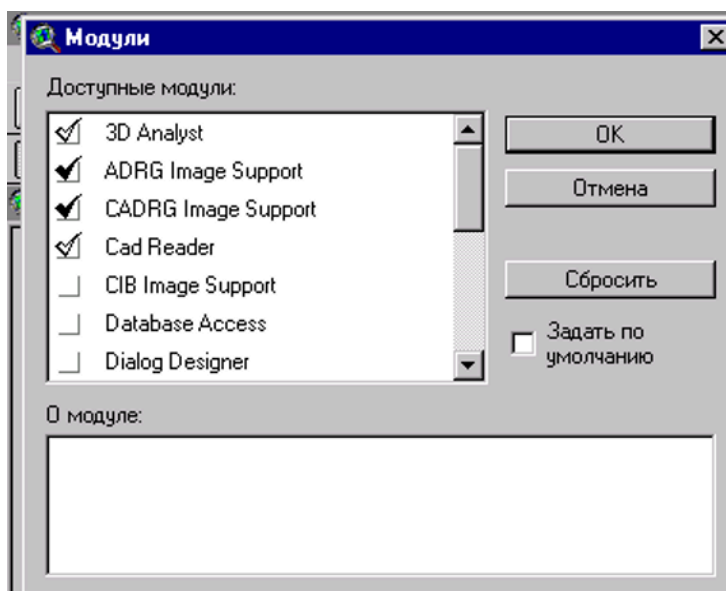 Модули
Доступные модули:
3D Analyst
ADRG Image Support
CADRG Image Support
Cad Reader
CIB Image Support
Database Access
Dialog Designer
OK
Отмена
Сбросить
Задать по
умолчанию
О модуле: